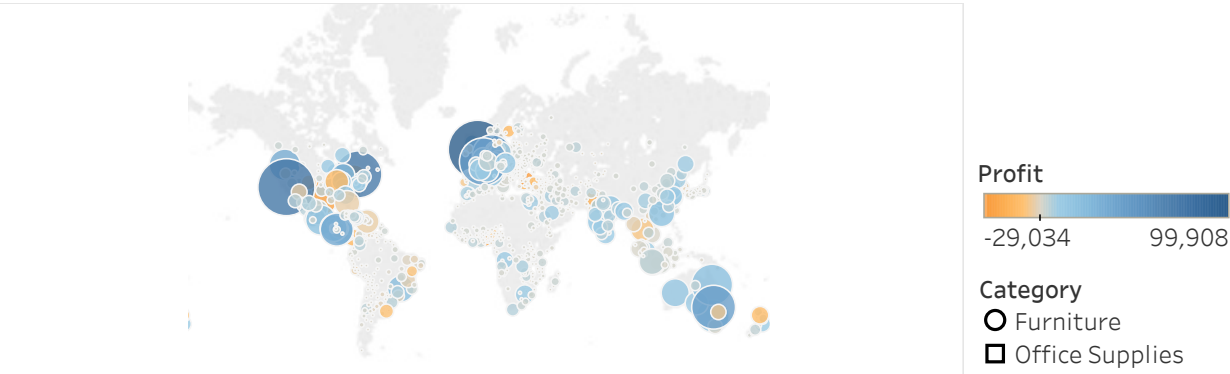 Profit
-29,034 99,908
Category
Furniture
Office Supplies